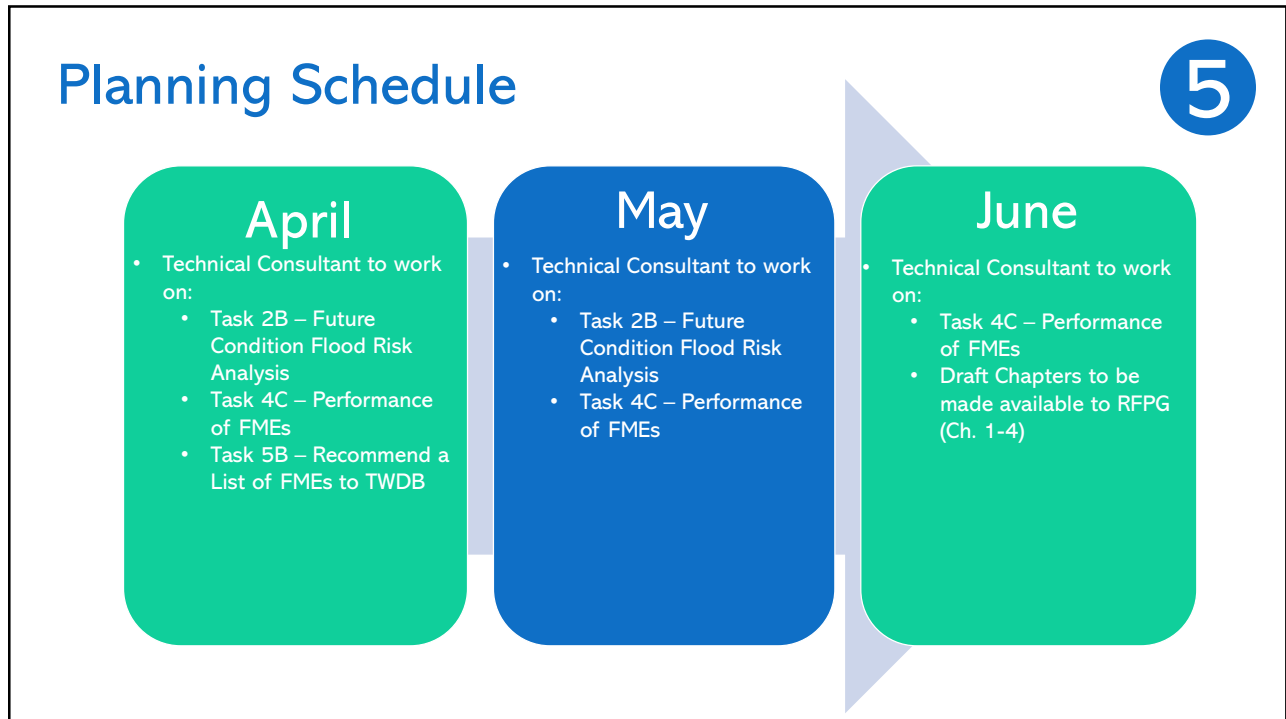 Planning Schedule
5
April
• Technical Consultant to work
on:
• Task 2B – Future
Condition Flood Risk
Analysis
• Task 4C – Performance
of FMEs
• Task 5B – Recommend a
List of FMEs to TWDB
May
• Technical Consultant to work
on:
• Task 2B – Future
Condition Flood Risk
Analysis
• Task 4C – Performance
of FMEs
June
• Technical Consultant to work
on:
• Task 4C – Performance
of FMEs
• Draft Chapters to be
made available to RFPG
(Ch. 1-4)